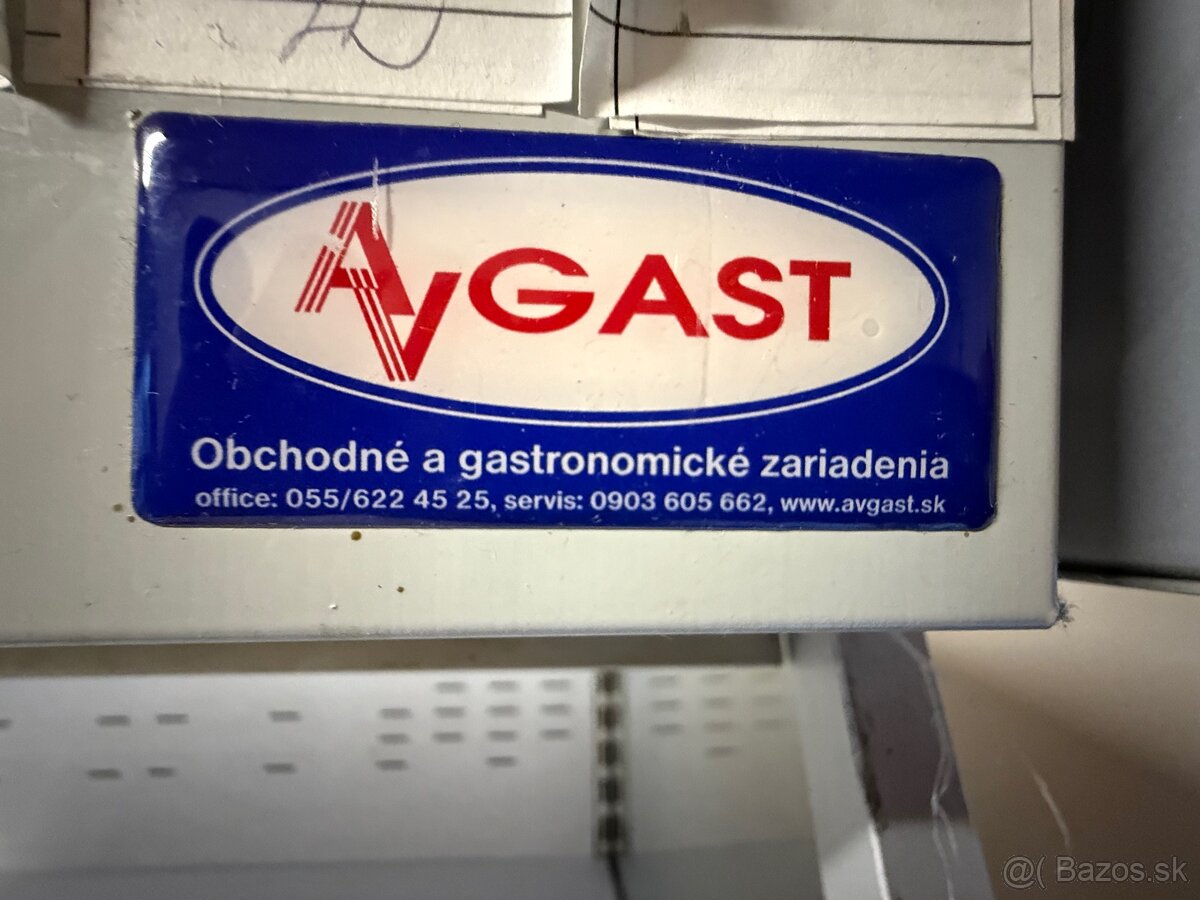 AVGAST
Obchodné a gastronomické zariadenia
office: 055/622 45 25, servis: 0903 605 662, www.avgast.sk
@( Bazos.sk